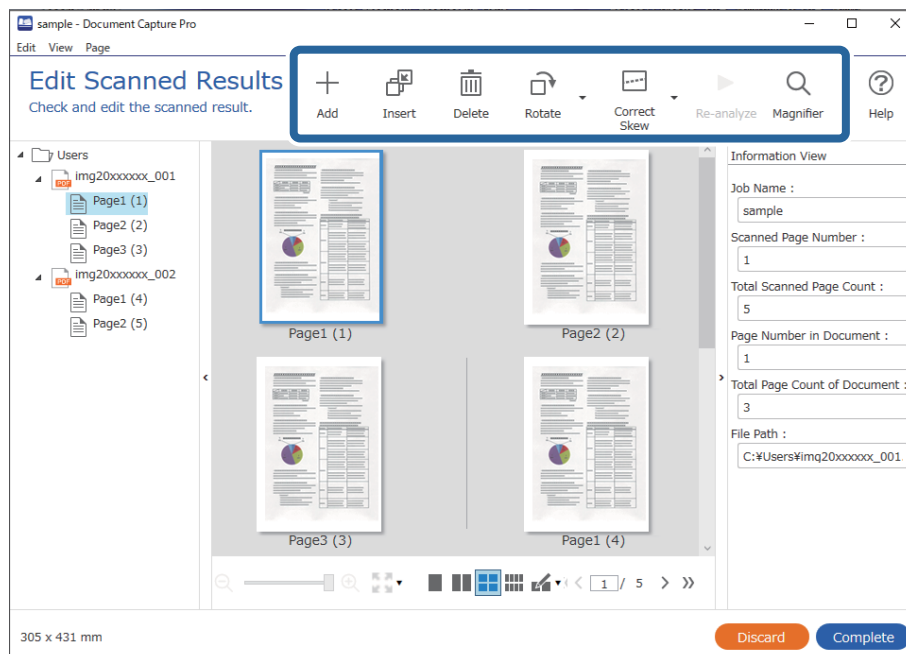 sample - Document Capture Pro
Edit View Page
Edit Scanned Results
Check and edit the scanned result.
Add
Insert
Delete
Rotate
Correct
Skew
Re-analyze
Magnifier
Help
Users
PDF
img20xxxxxx_001
Page1 (1)
Page2 (2)
Page3 (3)
PDF
img20xxxxxx_002
Page1 (4)
Page2 (5)
Page1 (1)
Page2 (2)
Page3 (3)
Page1 (4)
1 / 5
Information View
Job Name :
sample
Scanned Page Number :
1
Total Scanned Page Count :
5
Page Number in Document :
1
Total Page Count of Document :
3
File Path :
C:¥Users¥img20xxxxxx_001
305 x 431 mm
Discard
Complete